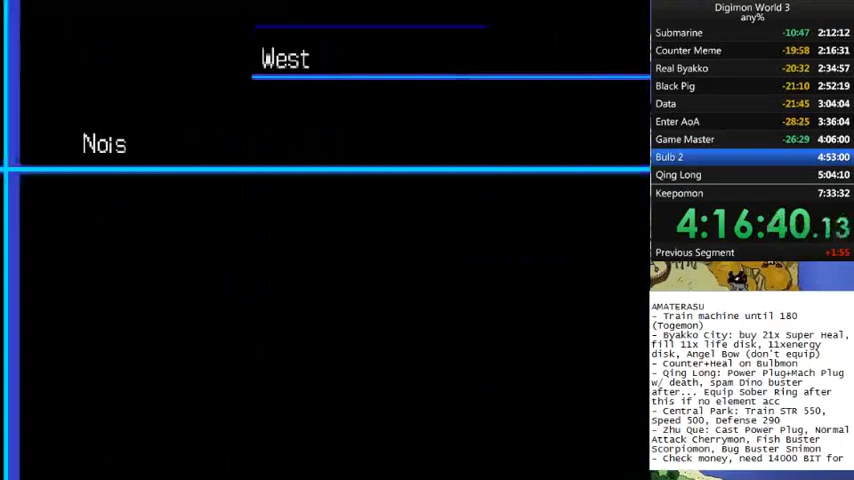 West
Nois
Digimon World 3
any%
Submarine -10:47 2:12:12
Counter Meme -19:58 2:16:31
Real Byakko -20:32 2:34:57
Black Pig -21:10 2:52:19
Data -21:45 3:04:04
Enter AoA -28:25 3:36:04
Game Master -26:29 4:06:00
Bulb 2 4:53:00
Qing Long 5:04:10
Keepomon 7:33:32
4:16:40.13
Previous Segment +1:55
AMATERASU
- Train machine until 180
(Togemon)
- Byakko City: buy 21x Super Heal,
fill 11x life disk, 11xenergy
disk, Angel Bow (don't equip)
- Counter+Heal on Bulbmon
- Qing Long: Power Plug+Mach Plug
w/ death, spam Dino buster
after... Equip Sober Ring after
this if no element acc
- Central Park: Train STR 550,
Speed 500, Defense 290
- Zhu Que: Cast Power Plug, Normal
Attack Cherrymon, Fish Buster
Scorpiomon, Bug Buster Snimon
- Check money, need 14000 BIT for